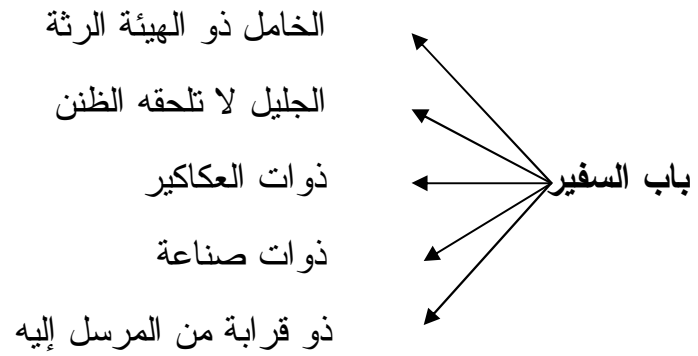 باب السفير
الخامل ذو الهيئة الرثة
الجليل لا تلحقه الظنن
ذوات العكاكير
ذوات صناعة
ذو قرابة من المرسل إليه